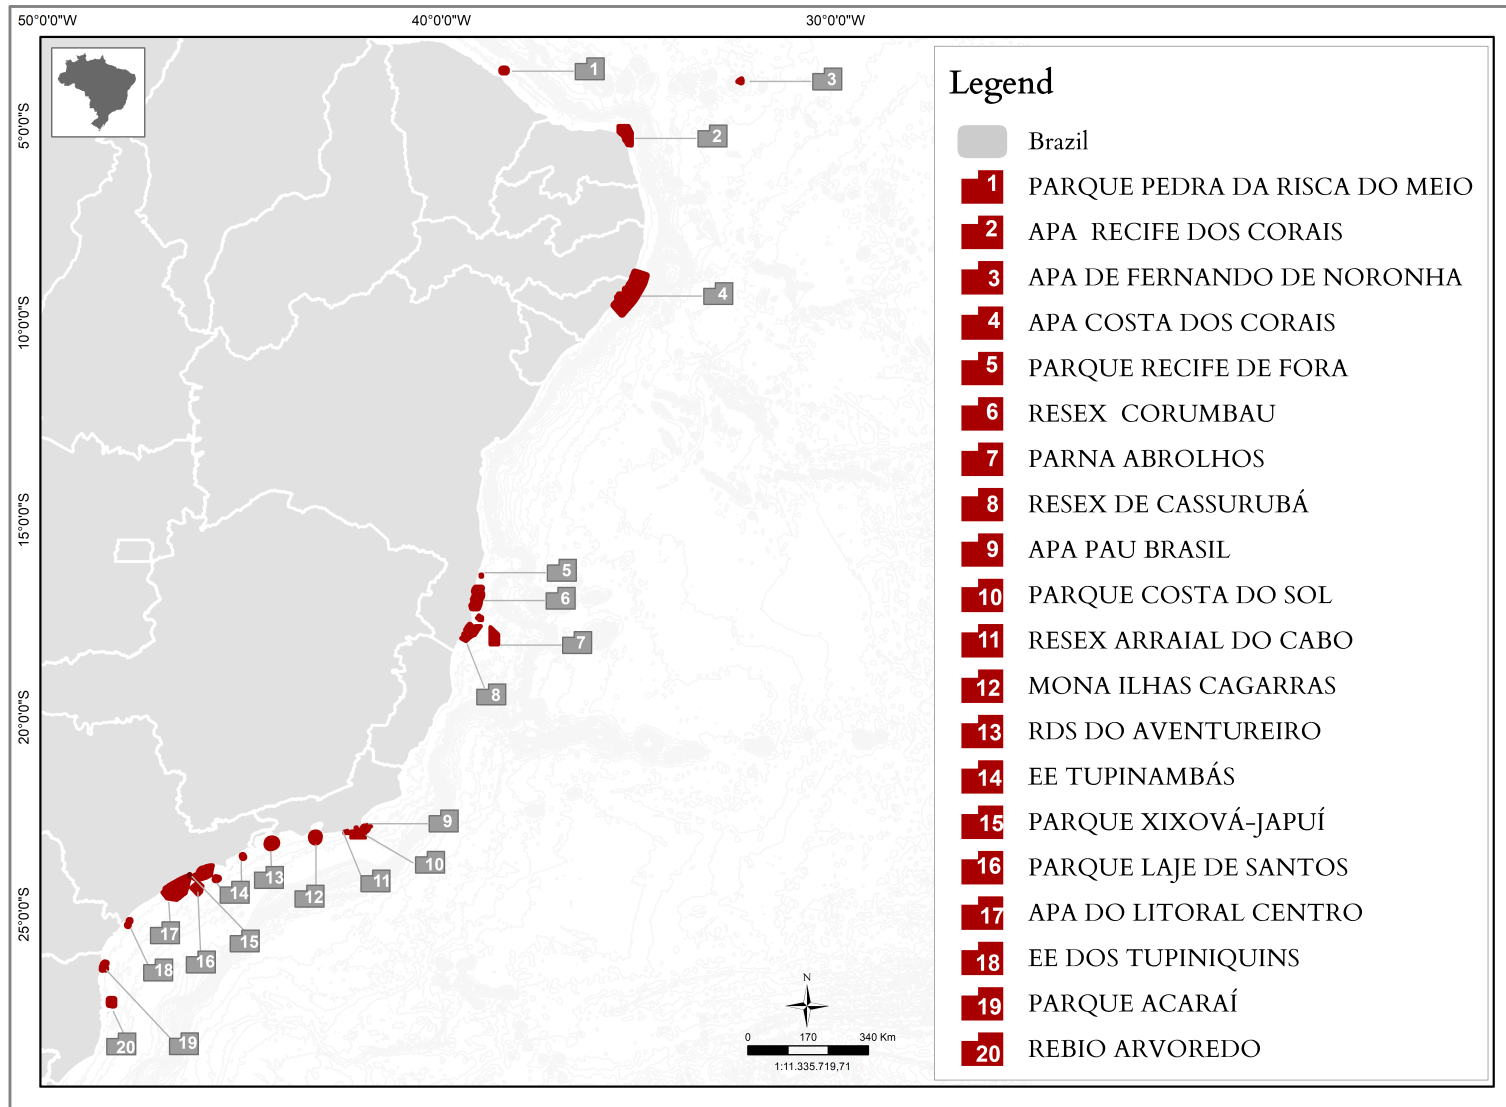 50°0'0"W 40°0'0"W 30°0'0"W
5°0'0"S
10°0'0"S
15°0'0"S
20°0'0"S
25°0'0"S
1
3
2
4
5
6
7
8
9
10
11
12
13
14
15
16
17
18
19
20
N
0 170 340 Km
1:11.335.719,71
Legend
Brazil
1 PARQUE PEDRA DA RISCA DO MEIO
2 APA RECIFE DOS CORAIS
3 APA DE FERNANDO DE NORONHA
4 APA COSTA DOS CORAIS
5 PARQUE RECIFE DE FORA
6 RESEX CORUMBAU
7 PARNA ABROLHOS
8 RESEX DE CASSURUBÁ
9 APA PAU BRASIL
10 PARQUE COSTA DO SOL
11 RESEX ARRAIAL DO CABO
12 MONA ILHAS CAGARRAS
13 RDS DO AVENTUREIRO
14 EE TUPINAMBÁS
15 PARQUE XIXOVÁ-JAPUÍ
16 PARQUE LAJE DE SANTOS
17 APA DO LITORAL CENTRO
18 EE DOS TUPINIQUINS
19 PARQUE ACARAÍ
20 REBIO ARVOREDO